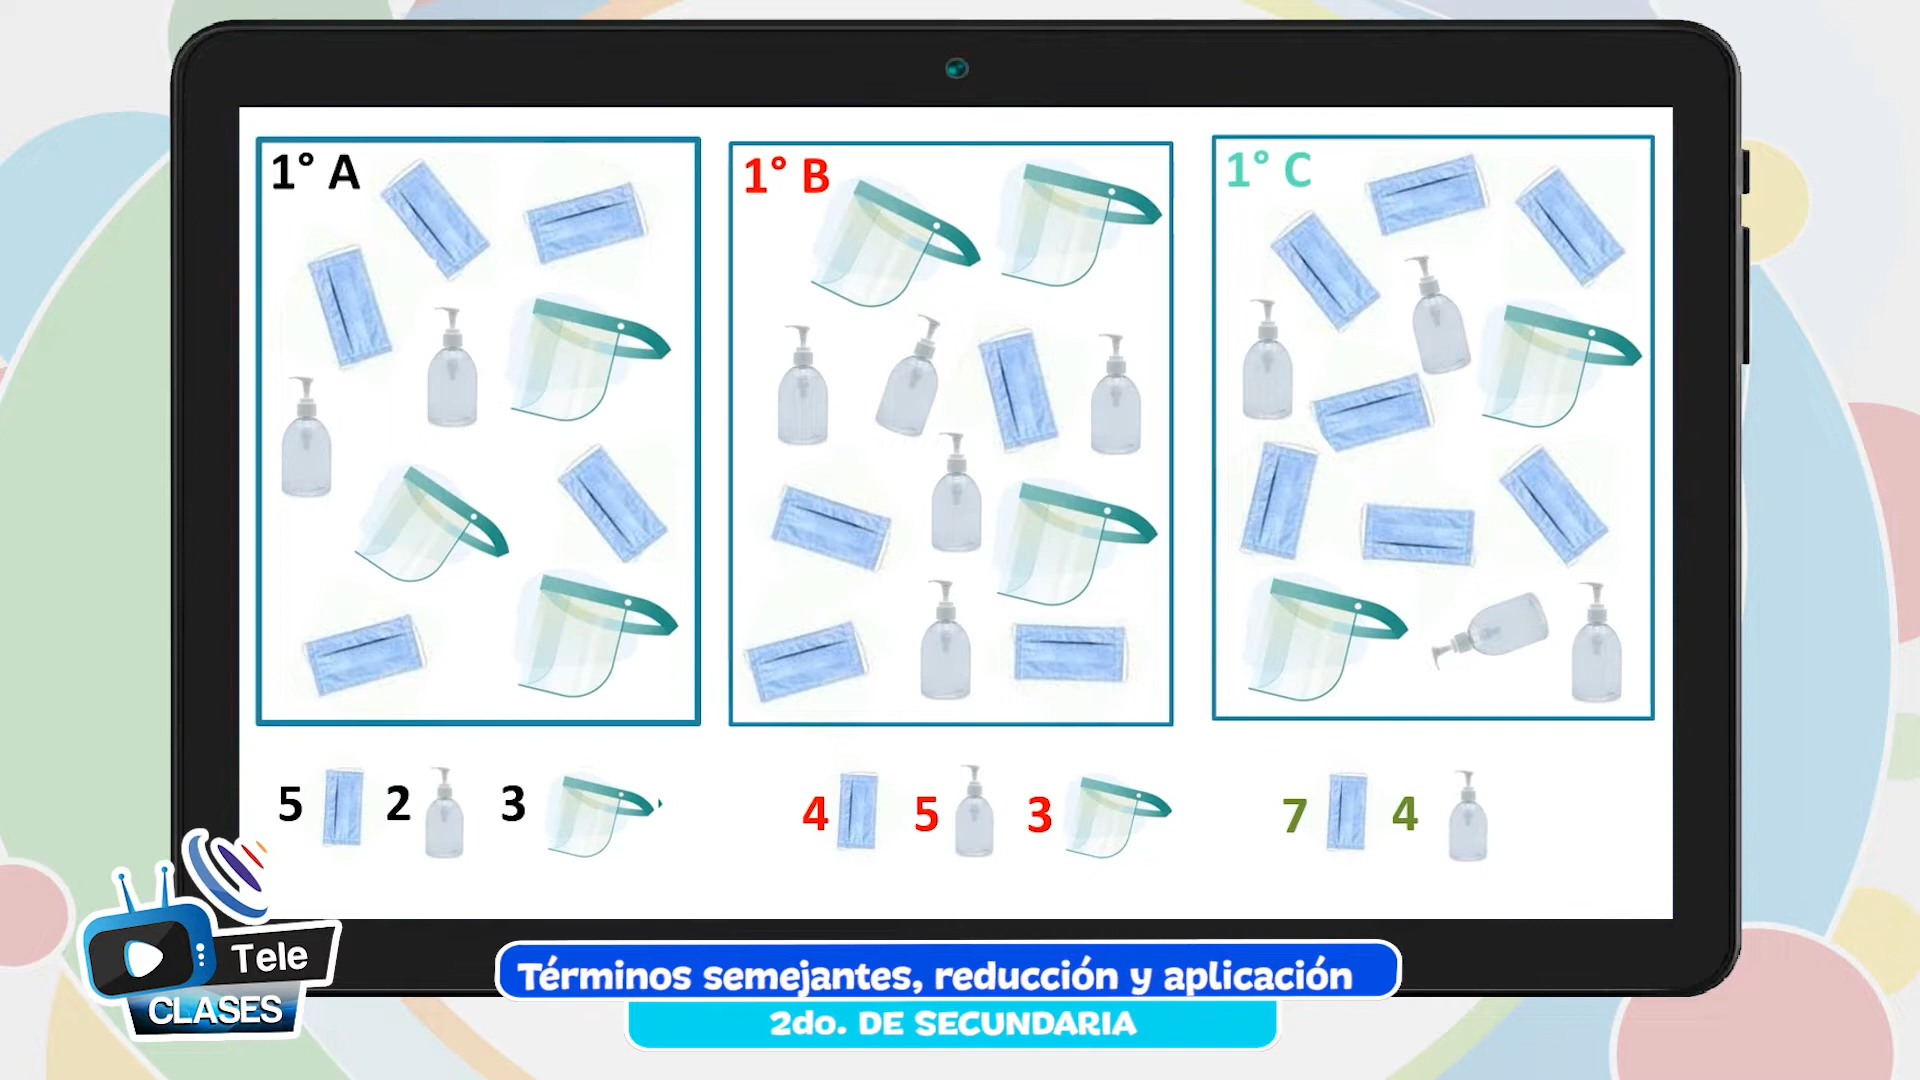 1° A
1° B
1° C
5 2 3
4 5 3
7 4
Tele
CLASES
Términos semejantes, reducción y aplicación
2do. DE SECUNDARIA